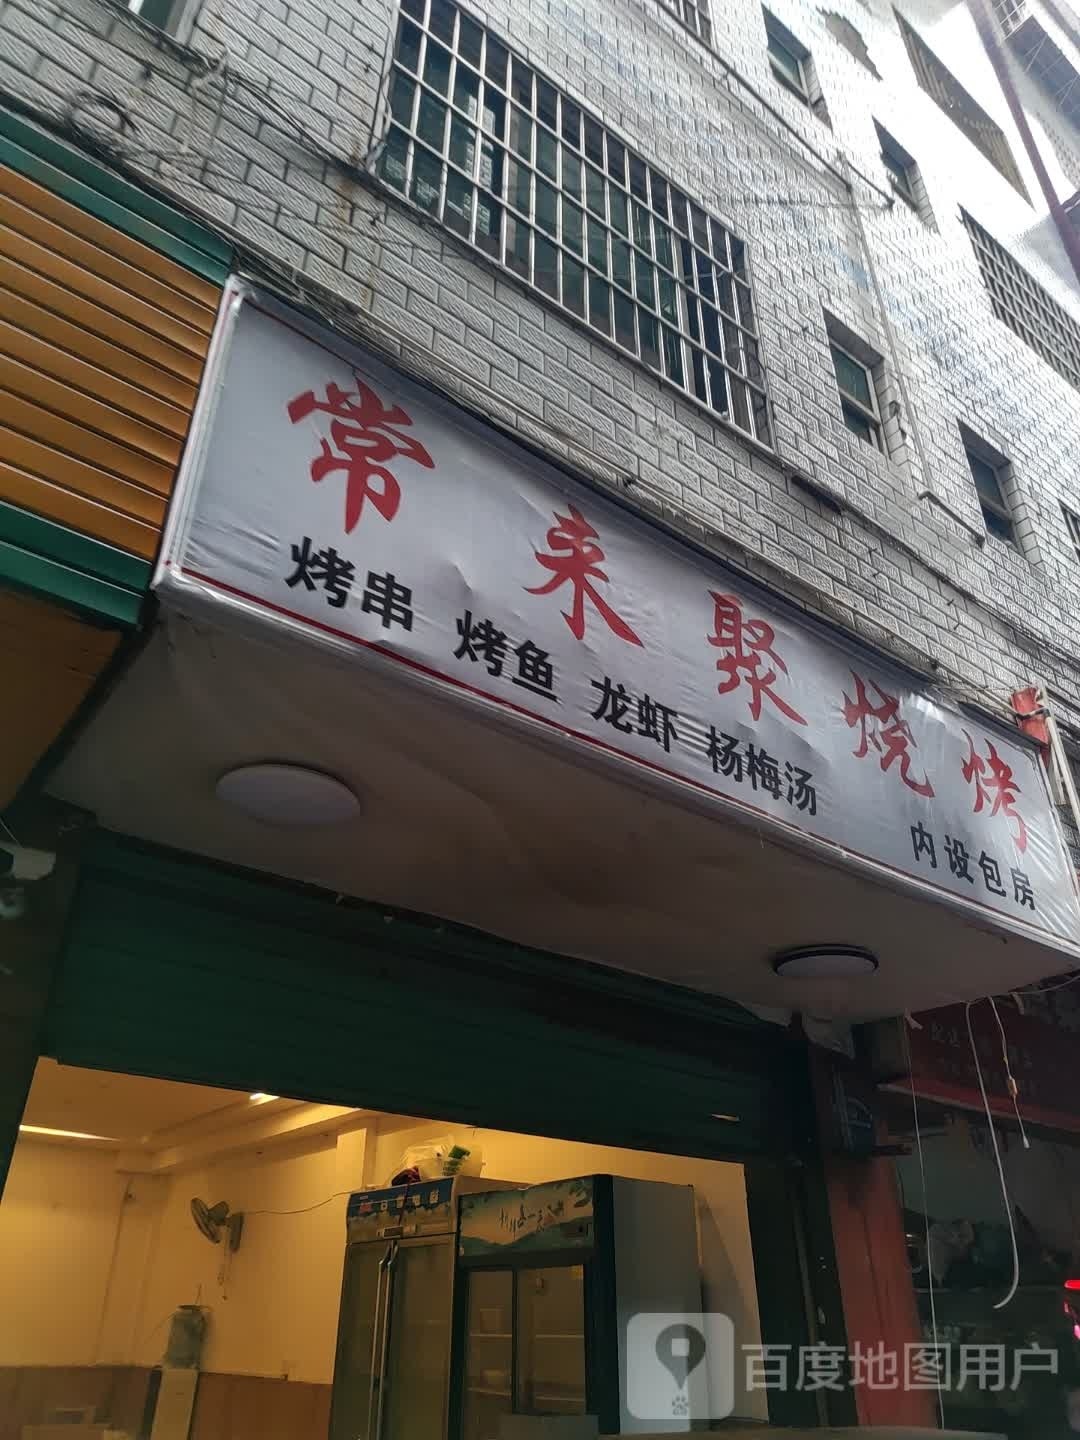 常来聚烧烤
烤串 烤鱼 龙虾 杨梅汤 内设包房
百度地图用户